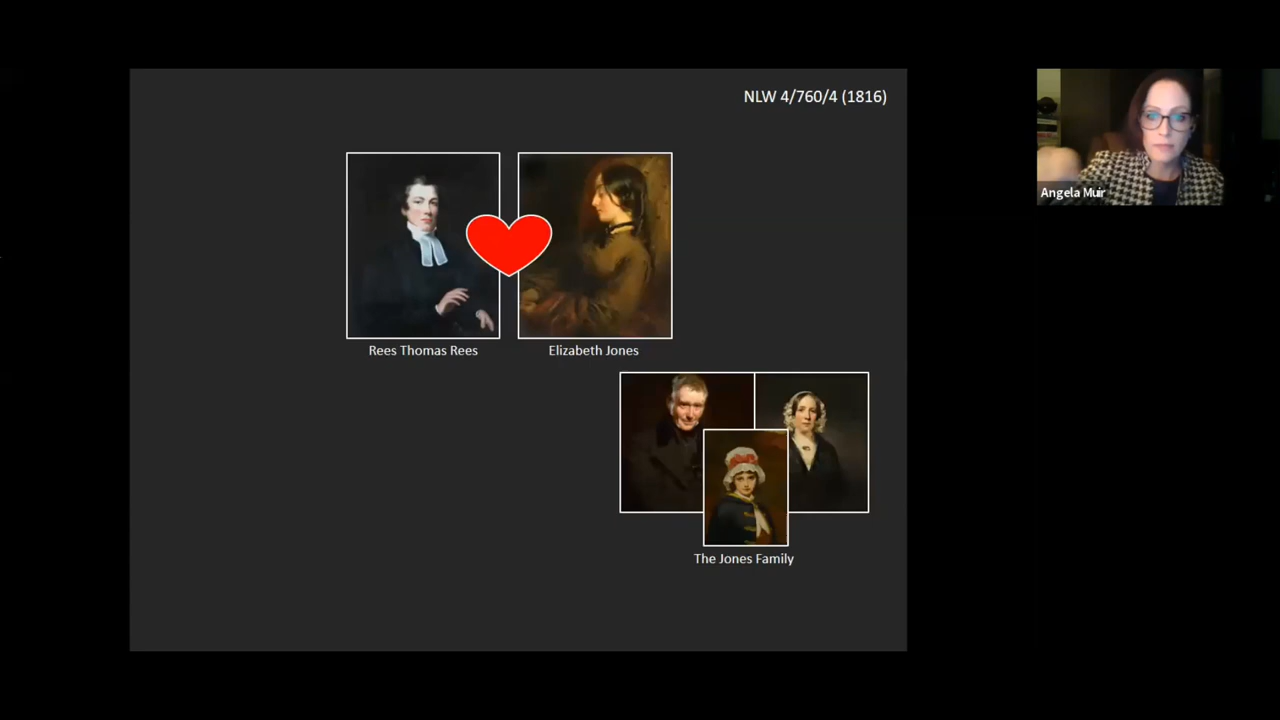 NLW 4/760/4 (1816)
Angela Muir
Rees Thomas Rees
Elizabeth Jones
The Jones Family